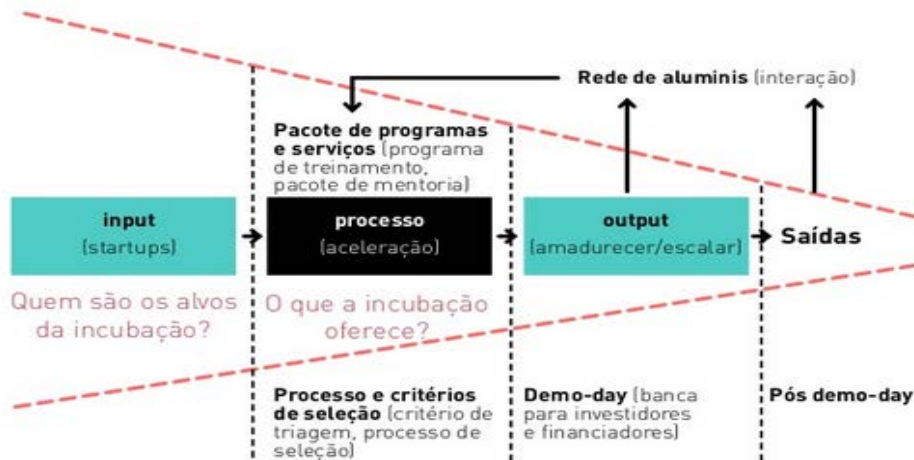 Rede de aluminis (interação)
Pacote de programas
e serviços (programa
de treinamento,
pacote de mentoria)
input
(startups)
processo
(aceleração)
output
(amadurecer/escalar)
Saídas
Quem são os alvos
da incubação?
O que a incubação
oferece?
Processo e critérios
de seleção (critério de
triagem, processo de
seleção)
Demo-day (banca
para investidores
e financiadores)
Pós demo-day